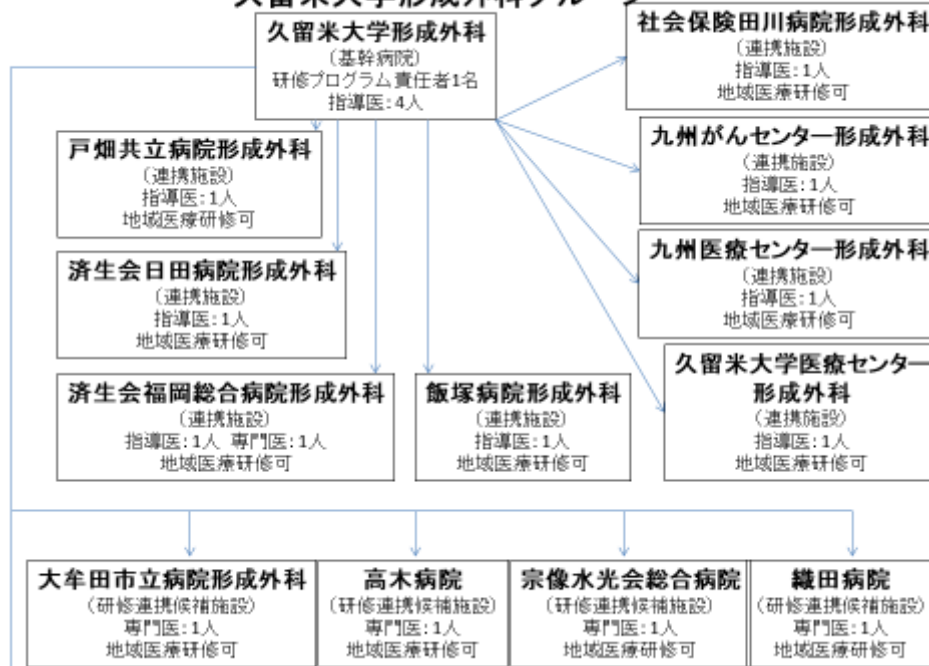 久留米大学形成外科グループ
久留米大学形成外科
（基幹病院）
研修プログラム責任者1名
指導医:4人
社会保険田川病院形成外科
（連携施設）
指導医:1人
地域医療研修可
戸畑共立病院形成外科
（連携施設）
指導医:1人
地域医療研修可
九州がんセンター形成外科
（連携施設）
指導医:1人
地域医療研修可
済生会日田病院形成外科
（連携施設）
指導医:1人
地域医療研修可
九州医療センター形成外科
（連携施設）
指導医:1人
地域医療研修可
済生会福岡総合病院形成外科
（連携施設）
指導医:1人 専門医:1人
地域医療研修可
飯塚病院形成外科
（連携施設）
指導医:1人
地域医療研修可
久留米大学医療センター
形成外科
（連携施設）
指導医:1人
地域医療研修可
大牟田市立病院形成外科
（研修連携候補施設）
専門医:1人
地域医療研修可
高木病院
（研修連携候補施設）
専門医:1人
地域医療研修可
宗像水光会総合病院
（研修連携候補施設）
専門医:1人
地域医療研修可
織田病院
（研修連携候補施設）
専門医:1人
地域医療研修可